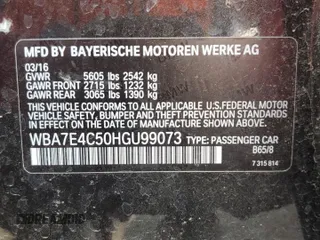 MFD BY BAYERISCHE MOTOREN WERKE AG
03/16
GVWR 5605 lbs 2542 kg
GAWR FRONT 2715 lbs 1232 kg
GAWR REAR 3065 lbs 1390 kg
THIS VEHICLE CONFORMS TO ALL APPLICABLE U.S. FEDERAL MOTOR
VEHICLE SAFETY, BUMPER, AND THEFT PREVENTION STANDARDS IN
EFFECT ON THE DATE OF MANUFACTURE SHOWN ABOVE.
WBA7E4C50HGU99073 TYPE: PASSENGER CAR
B65/8
7 315 814